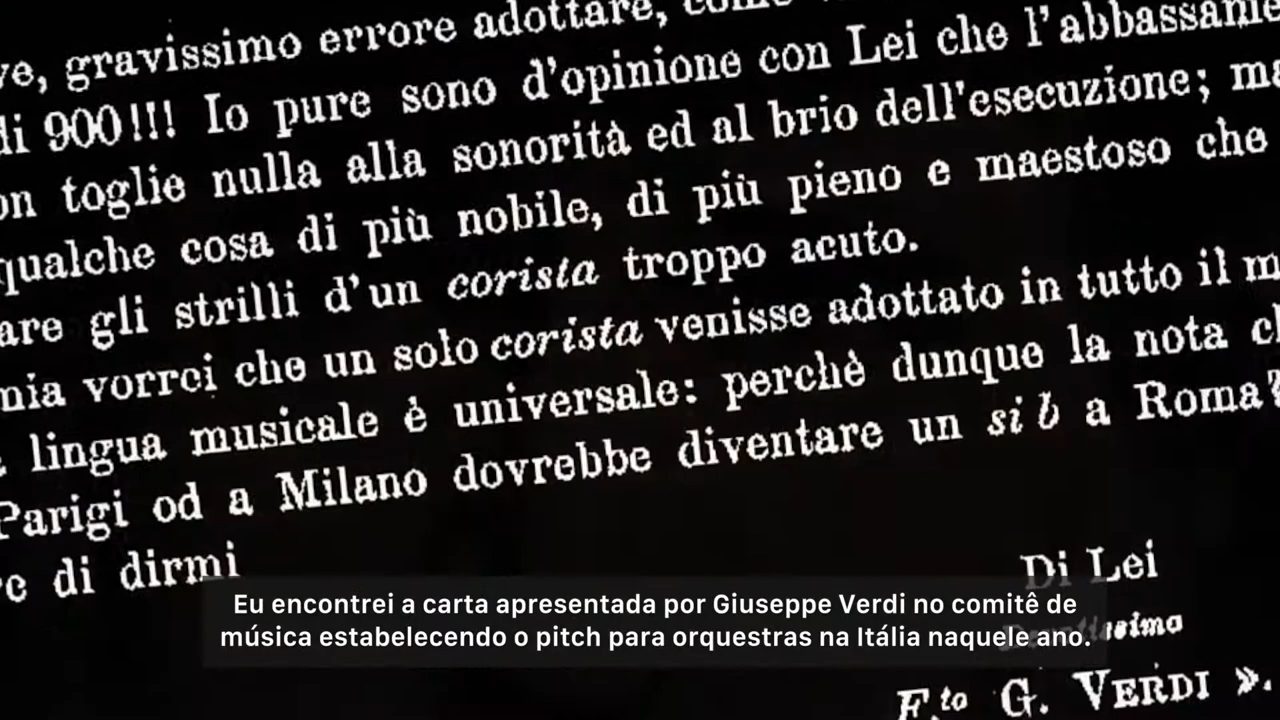 gravissimo errore adottare,
di 900!!! Io pure sono d'opinione con Lei che l'abbassame
on toglie nulla alla sonorità ed al brio dell'esecuzione; ma
qualche cosa di più nobile, di più pieno e maestoso che
are gli strilli d'un corista troppo acuto.
mia vorrei che un solo corista venisse adottato in tutto il m
lingua musicale è universale: perchè dunque la nota ch
Parigi od a Milano dovrebbe diventare un si b a Roma?
di dirmi
Di Lei
F.to G. VERDI ».
Eu encontrei a carta apresentada por Giuseppe Verdi no comitê de
música estabelecendo o pitch para orquestras na Itália naquele ano.